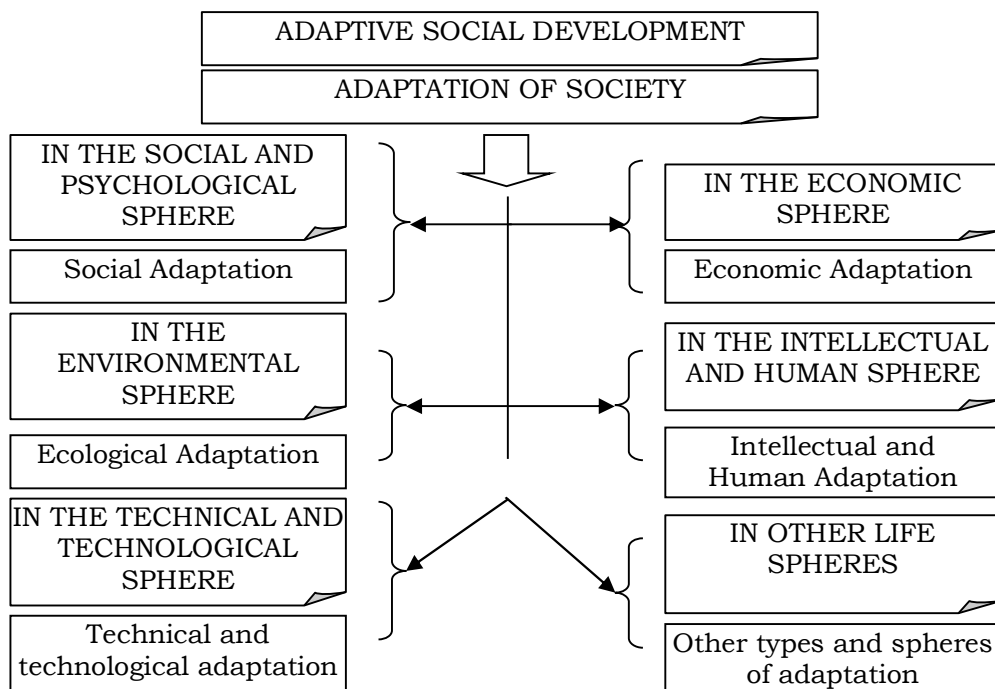 ADAPTIVE SOCIAL DEVELOPMENT
ADAPTATION OF SOCIETY
IN THE SOCIAL AND
PSYCHOLOGICAL
SPHERE
Social Adaptation
IN THE ECONOMIC
SPHERE
Economic Adaptation
IN THE
ENVIRONMENTAL
SPHERE
Ecological Adaptation
IN THE INTELLECTUAL
AND HUMAN SPHERE
Intellectual and
Human Adaptation
IN THE TECHNICAL AND
TECHNOLOGICAL
SPHERE
Technical and
technological adaptation
IN OTHER LIFE
SPHERES
Other types and spheres
of adaptation